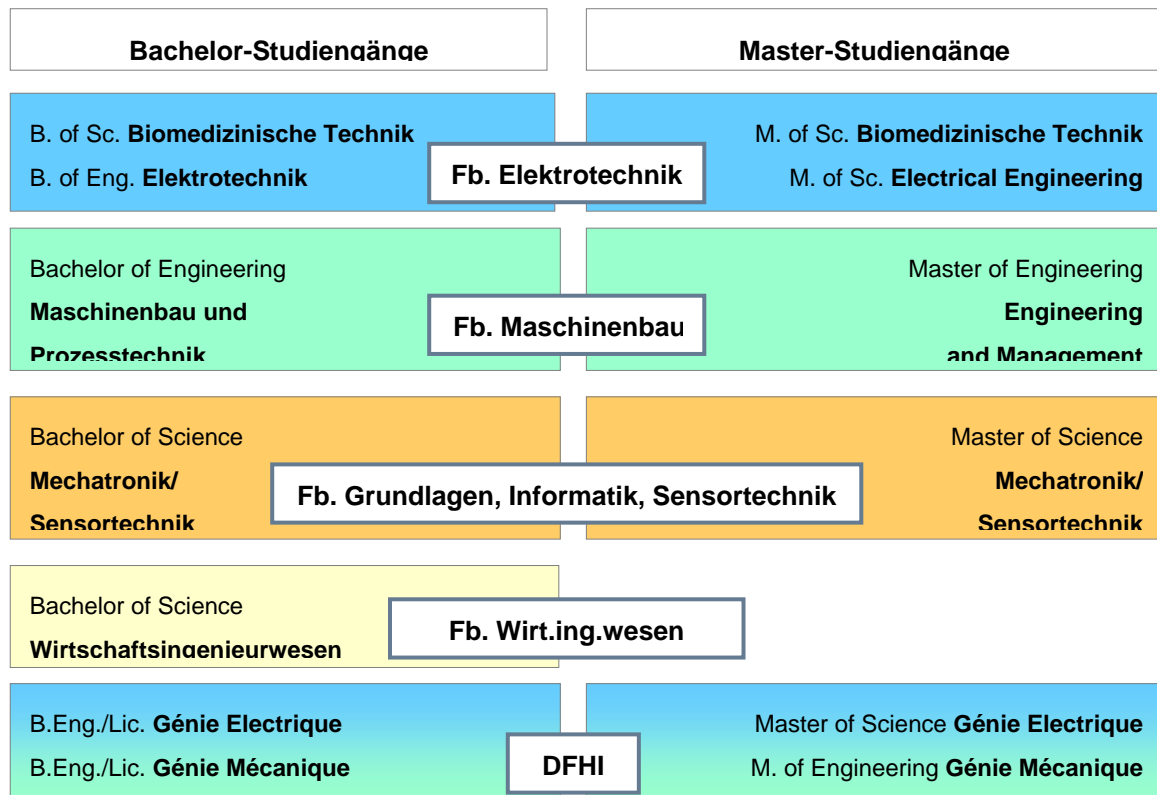 Bachelor-Studiengänge
Master-Studiengänge
B. of Sc. Biomedizinische Technik
B. of Eng. Elektrotechnik
Fb. Elektrotechnik
M. of Sc. Biomedizinische Technik
M. of Sc. Electrical Engineering
Bachelor of Engineering
Maschinenbau und
Prozesstechnik
Fb. Maschinenbau
Master of Engineering
Engineering
and Management
Bachelor of Science
Mechatronik/
Sensortechnik
Fb. Grundlagen, Informatik, Sensortechnik
Master of Science
Mechatronik/
Sensortechnik
Bachelor of Science
Wirtschaftsingenieurwesen
Fb. Wirt.ing.wesen
B.Eng./Lic. Génie Electrique
B.Eng./Lic. Génie Mécanique
DFHI
Master of Science Génie Electrique
M. of Engineering Génie Mécanique